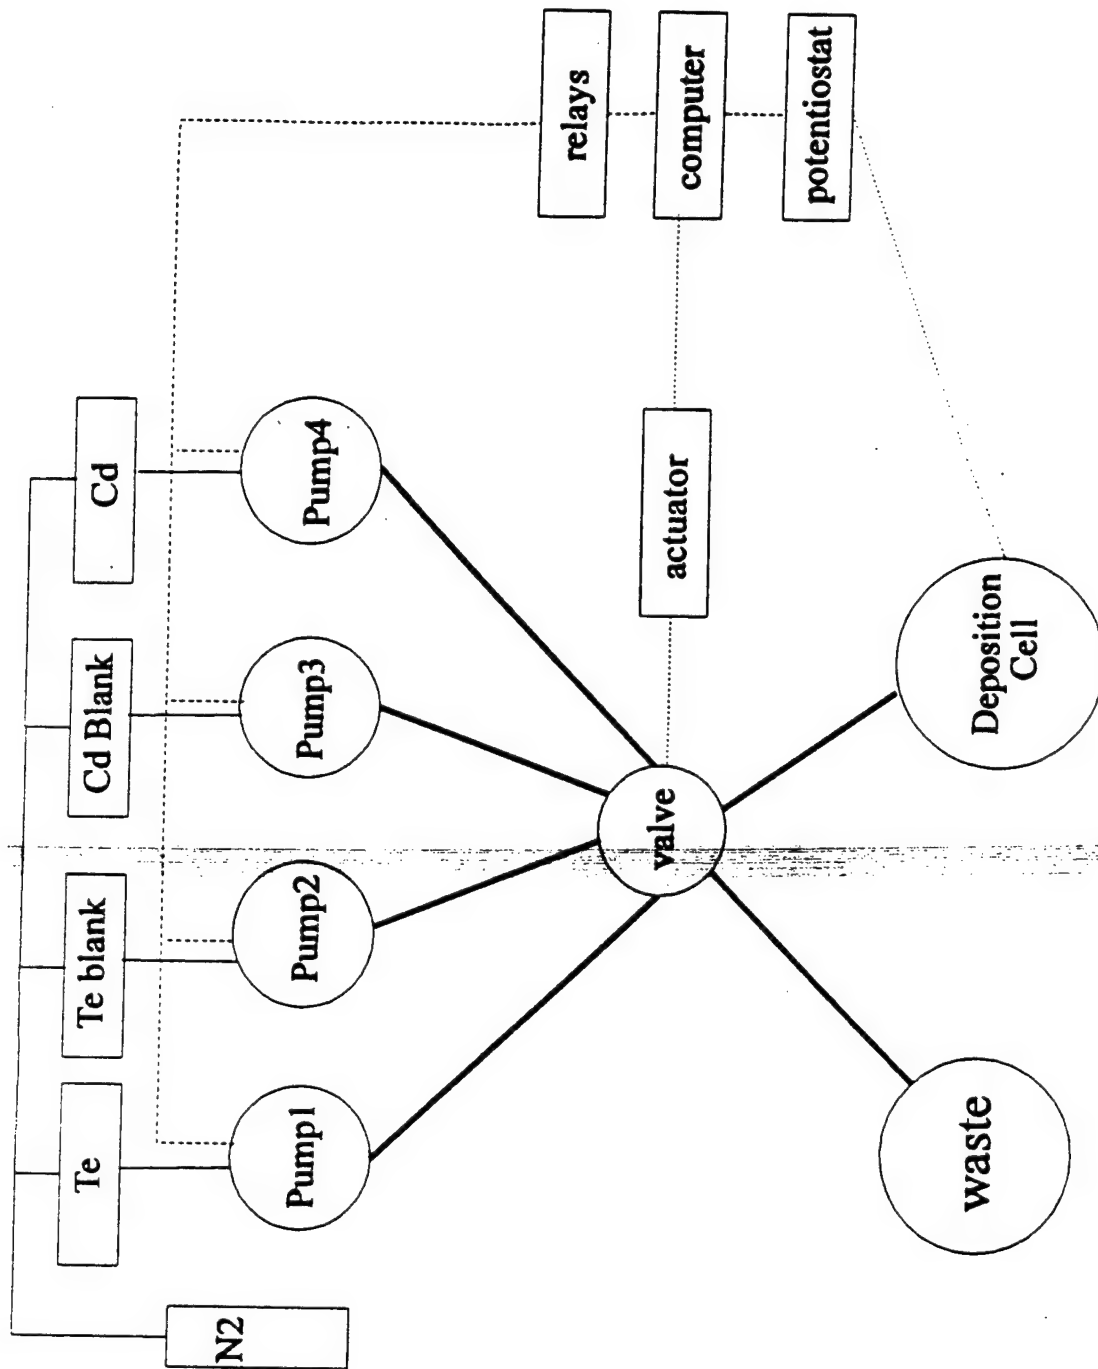 N2
Te
Te blank
Cd Blank
Cd
Pump1
Pump2
Pump3
Pump4
relays
computer
potentiostat
actuator
valve
waste
Deposition
Cell